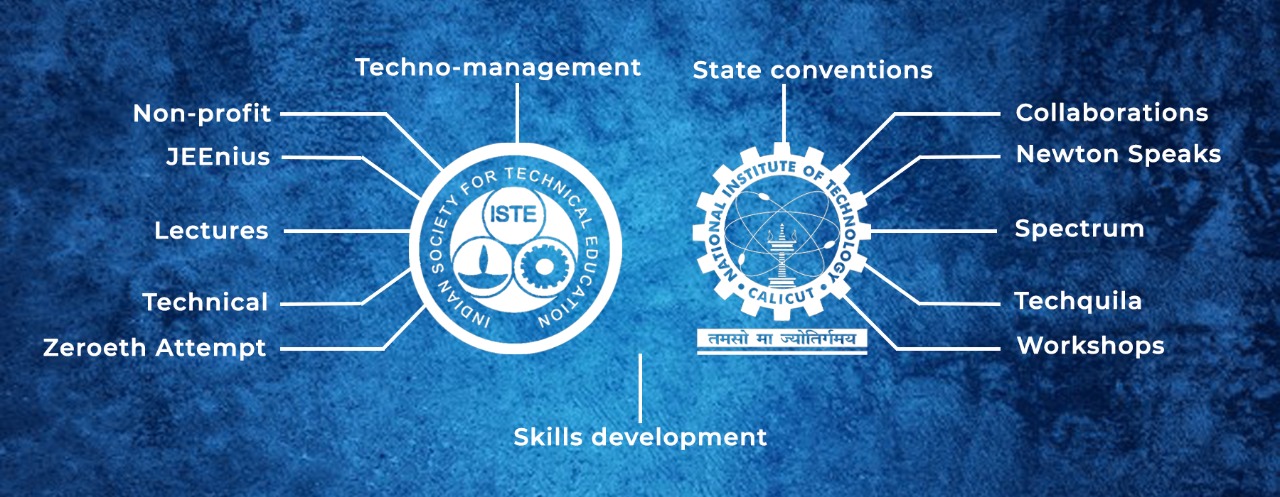 Techno-management
State conventions
Non-profit
JEEnius
Lectures
Technical
Zeroeth Attempt
INDIAN SOCIETY FOR TECHNICAL EDUCATION
ISTE
NATIONAL INSTITUTE OF TECHNOLOGY
• CALICUT •
तमसो मा ज्योतिर्गमय
Collaborations
Newton Speaks
Spectrum
Techquila
Workshops
Skills development